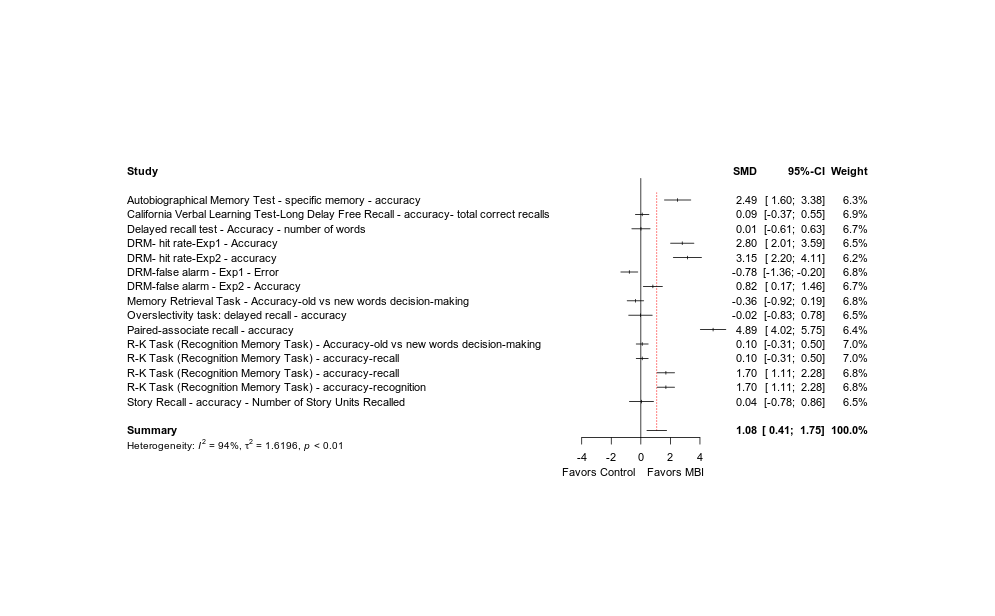 Study SMD 95%-CI Weight
Autobiographical Memory Test - specific memory - accuracy 2.49 [ 1.60; 3.38] 6.3%
California Verbal Learning Test-Long Delay Free Recall - accuracy- total correct recalls 0.09 [-0.37; 0.55] 6.9%
Delayed recall test - Accuracy - number of words 0.01 [-0.61; 0.63] 6.7%
DRM- hit rate-Exp1 - Accuracy 2.80 [ 2.01; 3.59] 6.5%
DRM- hit rate-Exp2 - accuracy 3.15 [ 2.20; 4.11] 6.2%
DRM-false alarm - Exp1 - Error -0.78 [-1.36; -0.20] 6.8%
DRM-false alarm - Exp2 - Accuracy 0.82 [ 0.17; 1.46] 6.7%
Memory Retrieval Task - Accuracy-old vs new words decision-making -0.36 [-0.92; 0.19] 6.8%
Overslectivity task: delayed recall - accuracy -0.02 [-0.83; 0.78] 6.5%
Paired-associate recall - accuracy 4.89 [ 4.02; 5.75] 6.4%
R-K Task (Recognition Memory Task) - Accuracy-old vs new words decision-making 0.10 [-0.31; 0.50] 7.0%
R-K Task (Recognition Memory Task) - accuracy-recall 0.10 [-0.31; 0.50] 7.0%
R-K Task (Recognition Memory Task) - accuracy-recall 1.70 [ 1.11; 2.28] 6.8%
R-K Task (Recognition Memory Task) - accuracy-recognition 1.70 [ 1.11; 2.28] 6.8%
Story Recall - accuracy - Number of Story Units Recalled 0.04 [-0.78; 0.86] 6.5%
Summary 1.08 [ 0.41; 1.75] 100.0%
Heterogeneity: I² = 94%, τ² = 1.6196, p < 0.01
-4 -2 0 2 4
Favors Control Favors MBI